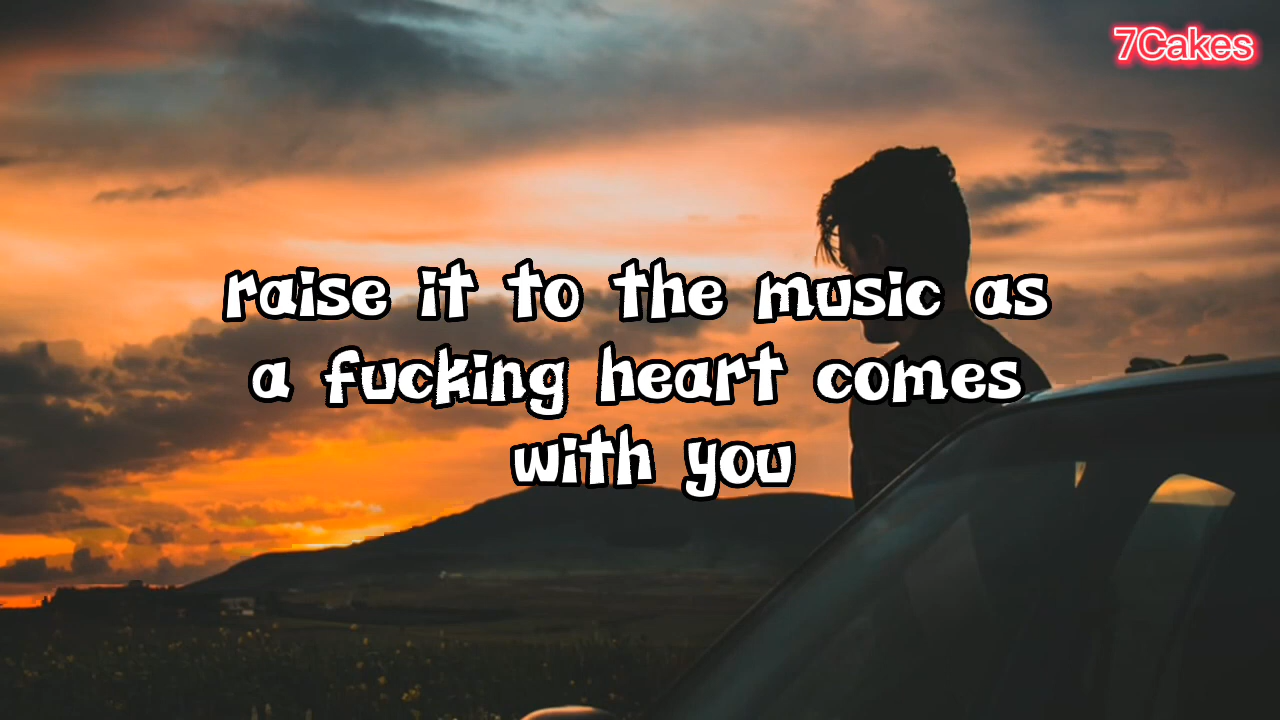 7Cakes
raise it to the music as
a fucking heart comes
with you